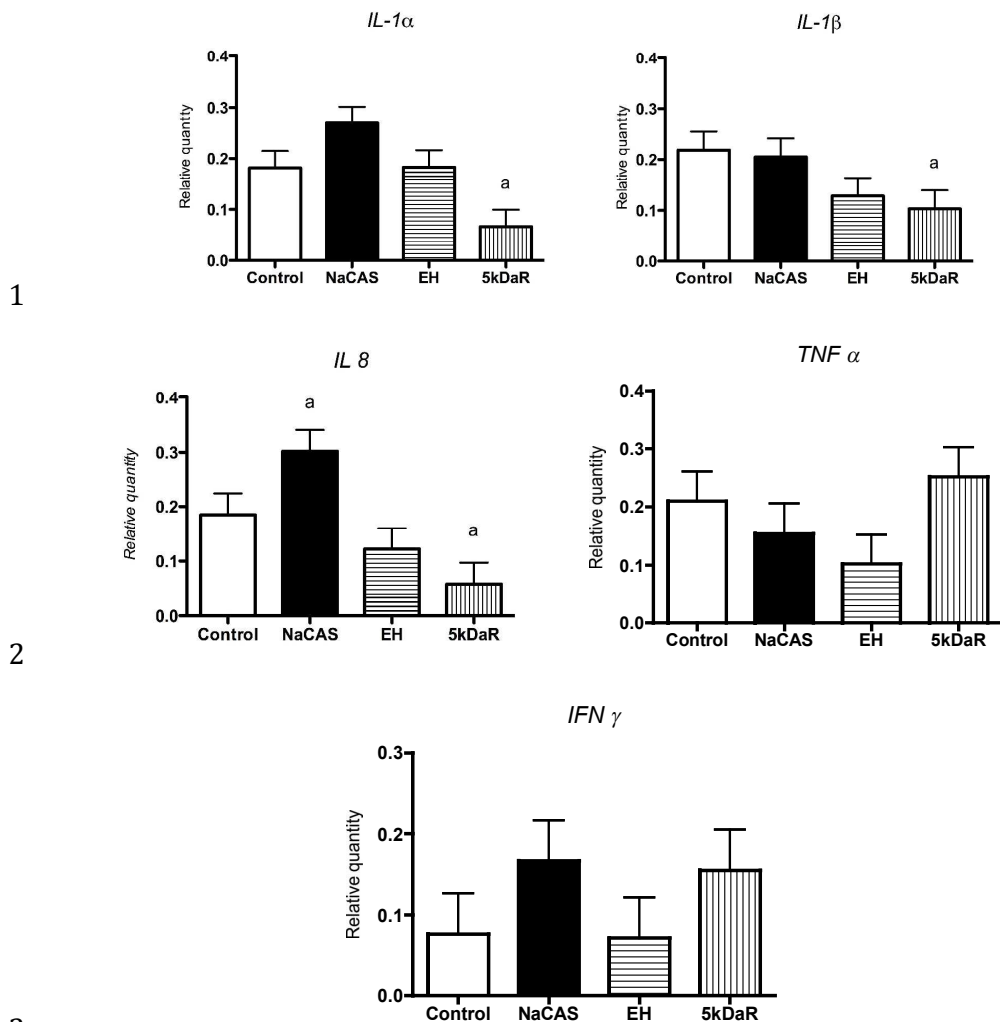 IL-1α
0.4
0.3
0.2
0.1
0.0
Relative quantty
a
Control NaCAS EH 5kDaR
IL-1β
0.4
0.3
0.2
0.1
0.0
Relative quantity
a
Control NaCAS EH 5kDaR
1
IL 8
0.4
0.3
0.2
0.1
0.0
Relative quantity
a
a
Control NaCAS EH 5kDaR
TNF α
0.4
0.3
0.2
0.1
0.0
Relative quantity
Control NaCAS EH 5kDaR
2
IFN γ
0.3
0.2
0.1
0.0
Relative quantity
Control NaCAS EH 5kDaR